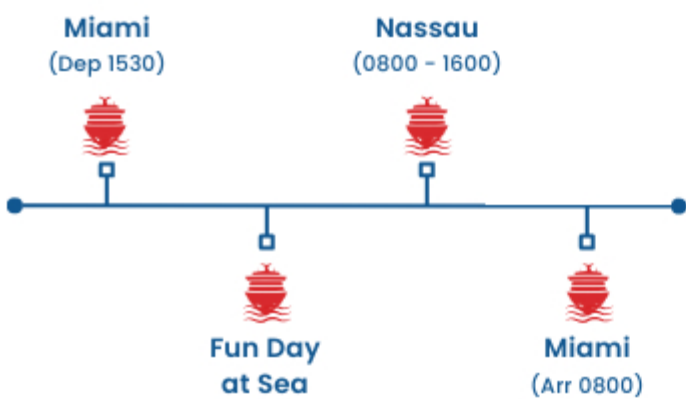 Miami
(Dep 1530)
Fun Day
at Sea
Nassau
(0800 - 1600)
Miami
(Arr 0800)